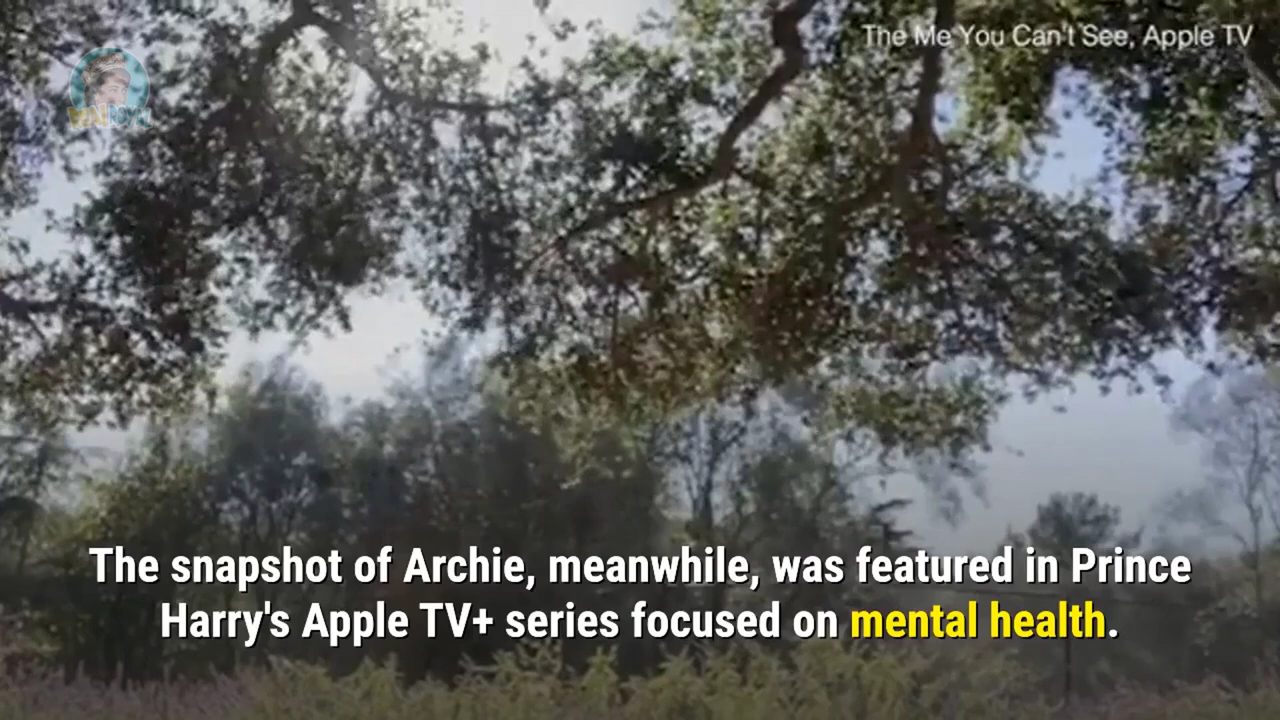 The Me You Can't See, Apple TV
The snapshot of Archie, meanwhile, was featured in Prince
Harry's Apple TV+ series focused on mental health.